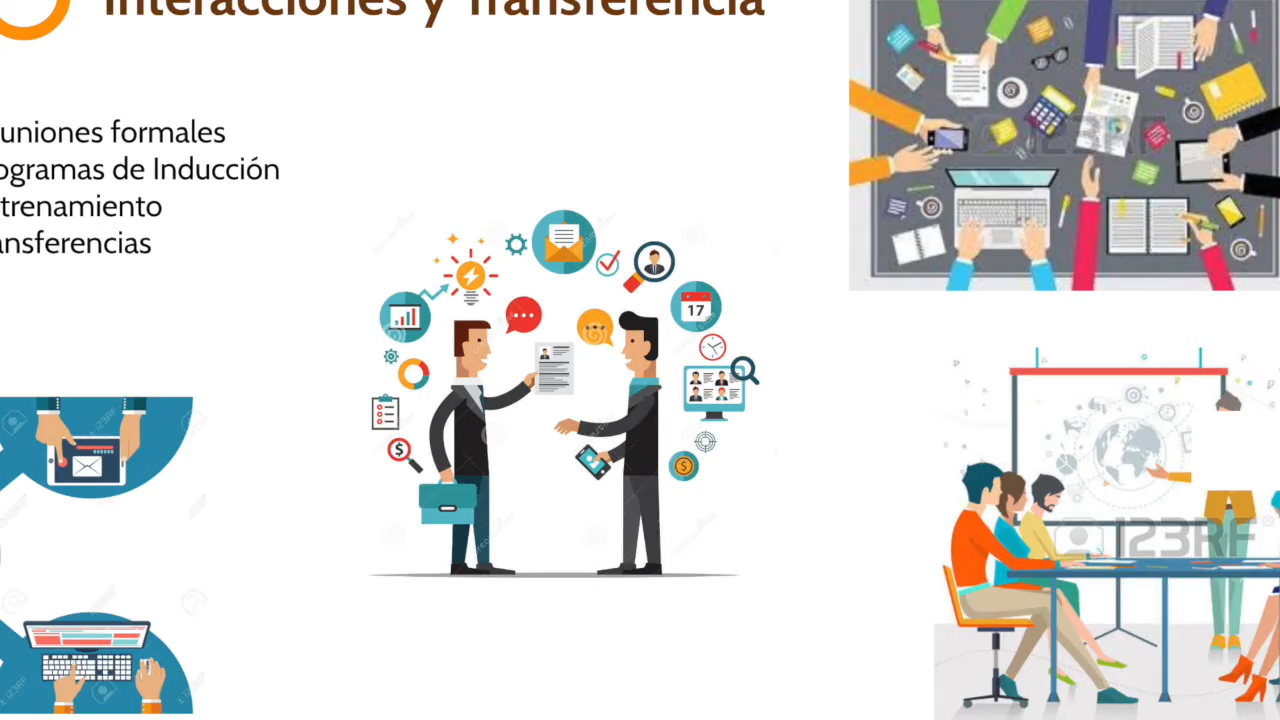 Interacciones y Transferencia
uniones formales
ogramas de Inducción
trenamiento
ansferencias
17
123RF